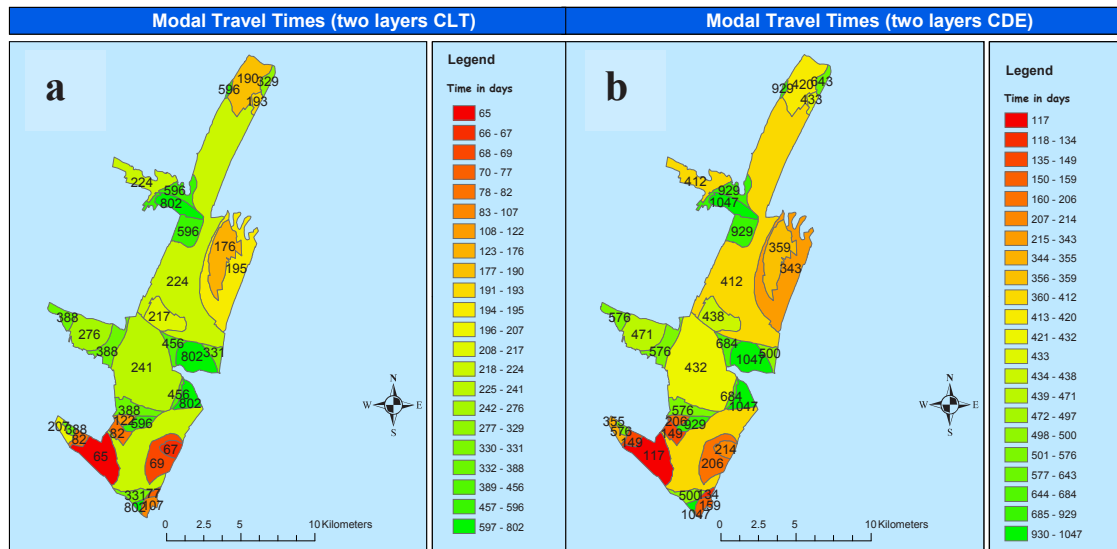 Modal Travel Times (two layers CLT)
a
190
596
329
193
224
596
802
596
176
195
224
217
388
276
388
456
802
331
241
456
802
388
122
596
82
207
388
82
65
67
69
331
77
802
107
N
W E
S
0 2.5 5 10 Kilometers
Legend
Time in days
65
66 - 67
68 - 69
70 - 77
78 - 82
83 - 107
108 - 122
123 - 176
177 - 190
191 - 193
194 - 195
196 - 207
208 - 217
218 - 224
225 - 241
242 - 276
277 - 329
330 - 331
332 - 388
389 - 456
457 - 596
597 - 802
Modal Travel Times (two layers CDE)
b
929
420
643
433
412
929
1047
929
359
343
412
438
576
471
576
684
1047
500
432
684
1047
576
206
929
149
355
576
149
117
214
206
500
134
159
1047
N
W E
S
0 2.5 5 10 Kilometers
Legend
Time in days
117
118 - 134
135 - 149
150 - 159
160 - 206
207 - 214
215 - 343
344 - 355
356 - 359
360 - 412
413 - 420
421 - 432
433
434 - 438
439 - 471
472 - 497
498 - 500
501 - 576
577 - 643
644 - 684
685 - 929
930 - 1047